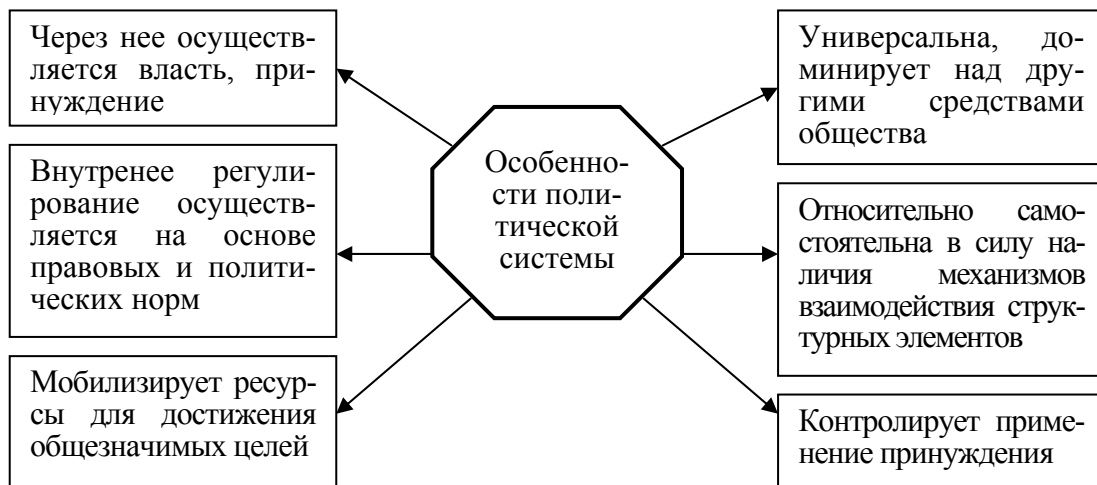 Через нее осуществ-
ляется власть, при-
нуждение
Внутренее регули-
рование осуществ-
ляется на основе
правовых и полити-
ческих норм
Мобилизирует ресур-
сы для достижения
общезначимых целей
Особенно-
сти поли-
тической
системы
Универсальна, до-
минирует над дру-
гими средствами
общества
Относительно само-
стоятельна в силу на-
личия механизмов
взаимодействия струк-
турных элементов
Контролирует приме-
нение принуждения